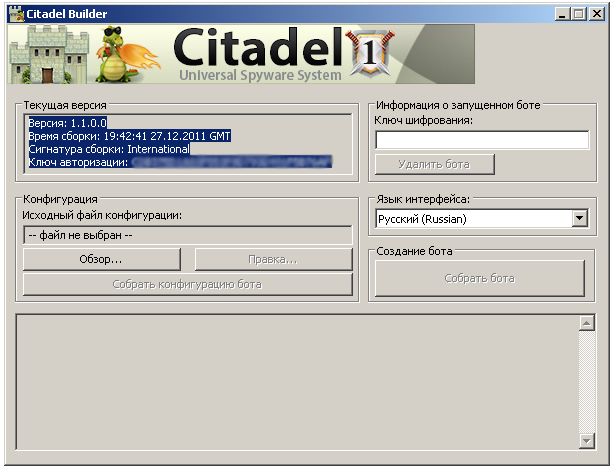 Citadel Builder
Citadel 1
Universal Spyware System
Текущая версия
Версия: 1.1.0.0
Время сборки: 19:42:41 27.12.2011 GMT
Сигнатура сборки: International
Ключ авторизации:
Информация о запущенном боте
Ключ шифрования:
Удалить бота
Конфигурация
Исходный файл конфигурации:
-- файл не выбран --
Обзор...
Правка...
Собрать конфигурацию бота
Язык интерфейса:
Русский (Russian)
Создание бота
Собрать бота